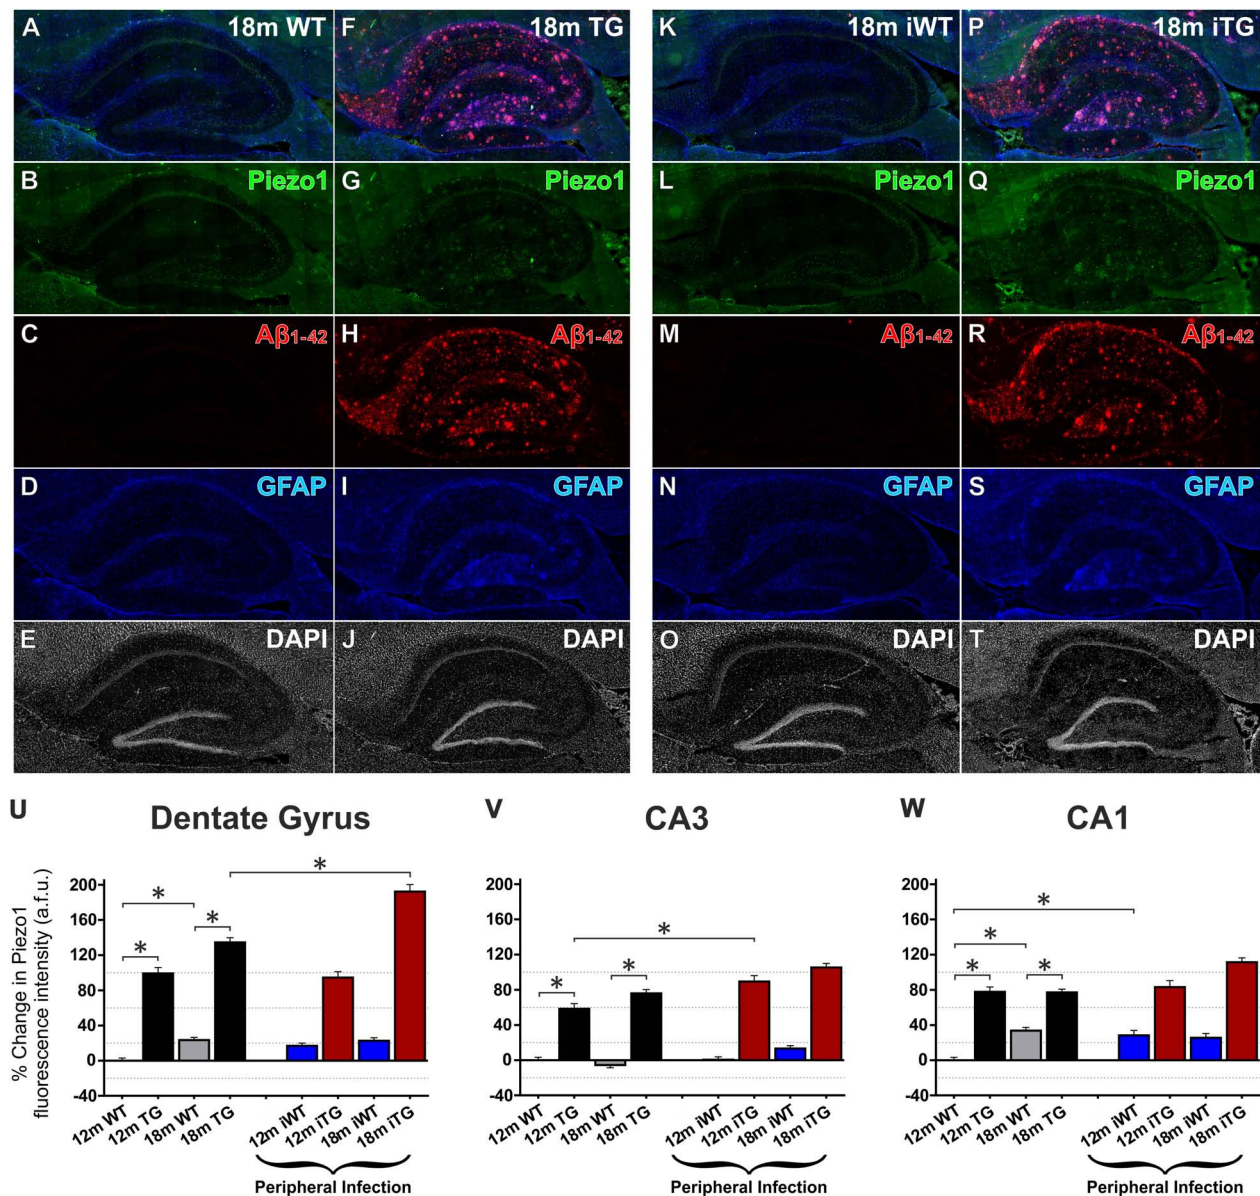 A 18m WT F 18m TG K 18m iWT P 18m iTG
B Piezo1 G Piezo1 L Piezo1 Q Piezo1
C H Aβ1-42 M R Aβ1-42
D GFAP I GFAP N GFAP S GFAP
E DAPI J DAPI O DAPI T DAPI
U Dentate Gyrus V CA3 W CA1
% Change in Piezo1
fluorescence intensity (a.f.u.)
200
160
120
80
40
0
-40
*
*
*
*
12m WT 12m TG 18m WT 18m TG 12m iWT 12m iTG 18m iWT 18m iTG
Peripheral Infection
200
160
120
80
40
0
-40
*
*
*
12m WT 12m TG 18m WT 18m TG 12m iWT 12m iTG 18m iWT 18m iTG
Peripheral Infection
200
160
120
80
40
0
-40
*
*
*
*
12m WT 12m TG 18m WT 18m TG 12m iWT 12m iTG 18m iWT 18m iTG
Peripheral Infection